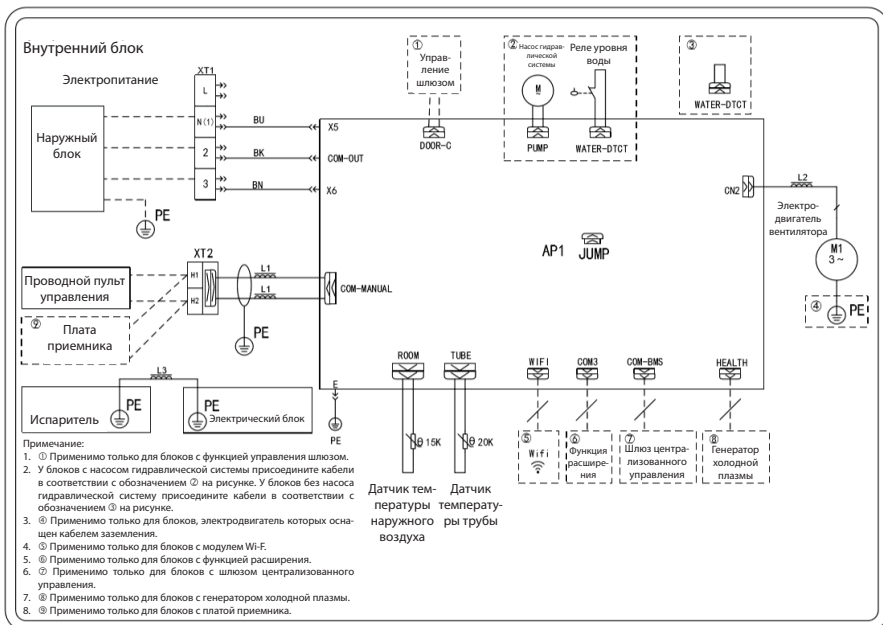 Внутренний блок
Электропитание
XT1
L
N(1)
2
3
BU
BK
BN
X5
COM-OUT
X6
Наружный
блок
PE
①
Управ-
ление
шлюзом
DOOR-C
②
Насос гидрав-
лической
системы
M
~
PUMP
Реле уровня
воды
WATER-DTCT
③
WATER-DTCT
CN2
L2
Электро-
двигатель
вентилятора
M1
3~
④
PE
AP1
JUMP
XT2
H1
H2
L1
L1
COM-MANUAL
PE
Проводной пульт
управления
⑨
Плата
приемника
L3
PE
Испаритель
PE
Электрический блок
E
PE
ROOM
θ 15K
Датчик тем-
пературы
наружного
воздуха
TUBE
θ 20K
Датчик
температу-
ры трубы
WIFI
⑤
Wifi
COM3
⑥
Функция
расшире-
ния
COM-BMS
⑦
Шлюз центра-
лизованного
управления
HEALTH
⑧
Генератор
холодной
плазмы
Примечание:
1. ① Применимо только для блоков с функцией управления шлюзом.
2. У блоков с насосом гидравлической системы присоедините кабели
в соответствии с обозначением ② на рисунке. У блоков без насоса
гидравлической систему присоедините кабели в соответствии с
обозначением ③ на рисунке.
3. ④ Применимо только для блоков, электродвигатель которых осна-
щен кабелем заземления.
4. ⑤ Применимо только для блоков с модулем Wi-F.
5. ⑥ Применимо только для блоков с функцией расширения.
6. ⑦ Применимо только для блоков с шлюзом централизованного
управления.
7. ⑧ Применимо только для блоков с генератором холодной плазмы.
8. ⑨ Применимо только для блоков с платой приемника.